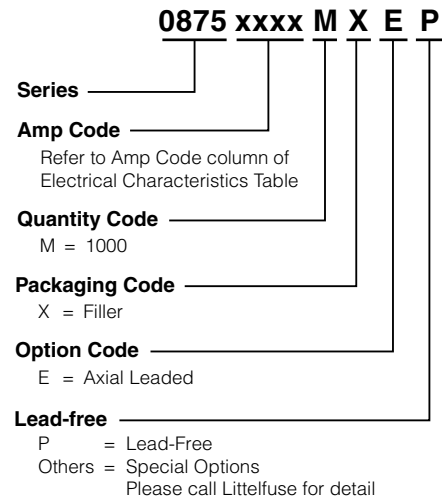 0875 xxxx M X E P
Series
Amp Code
Refer to Amp Code column of
Electrical Characteristics Table
Quantity Code
M = 1000
Packaging Code
X = Filler
Option Code
E = Axial Leaded
Lead-free
P = Lead-Free
Others = Special Options
Please call Littelfuse for detail